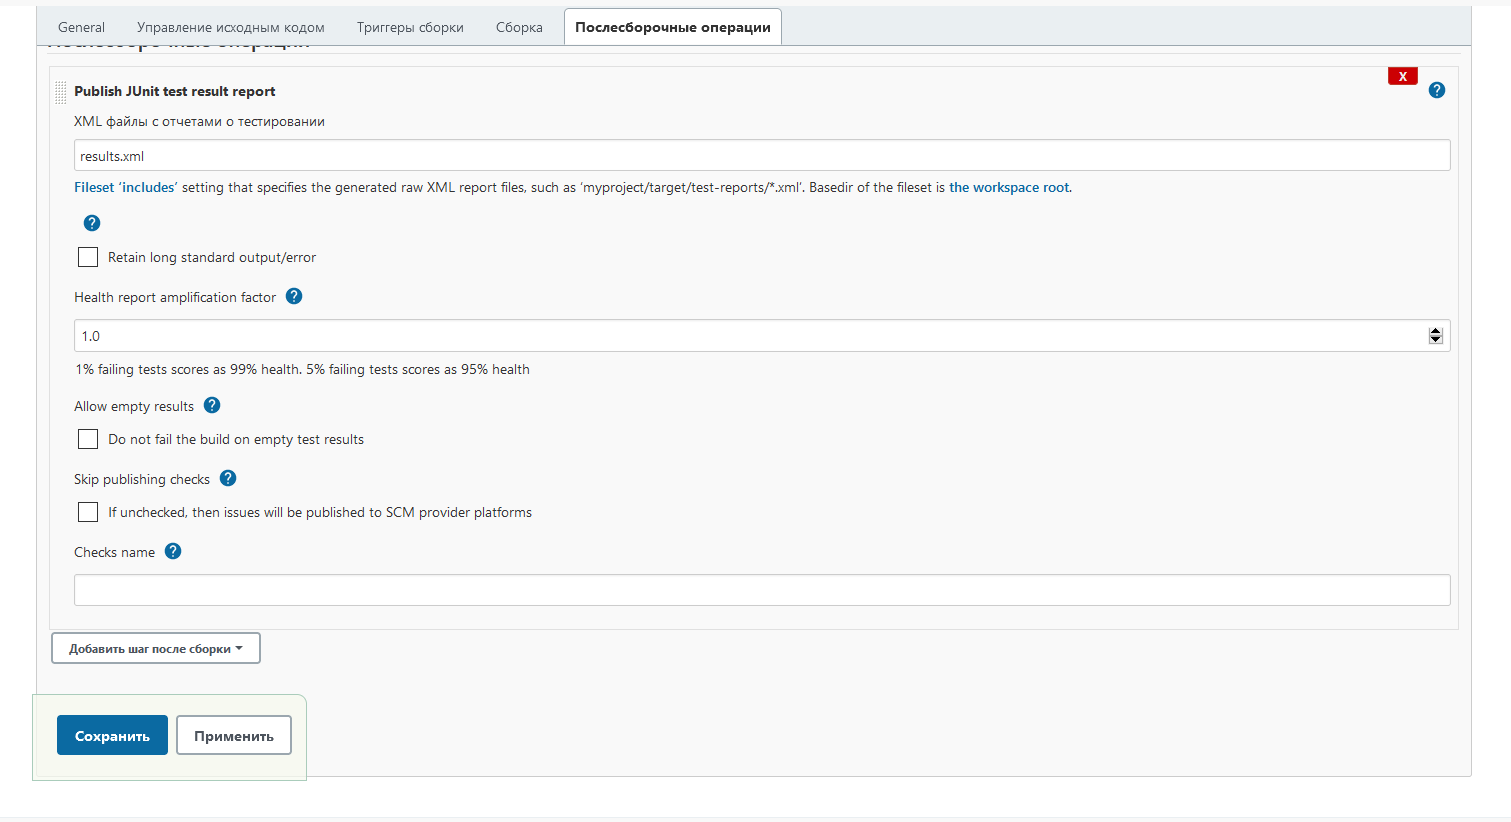 General Управление исходным кодом Триггеры сборки Сборка Послесборочные операции
Послесборочные операции
Publish JUnit test result report
X
?
XML файлы с отчетами о тестировании
results.xml
Fileset ‘includes’ setting that specifies the generated raw XML report files, such as ‘myproject/target/test-reports/*.xml’. Basedir of the fileset is the workspace root.
?
Retain long standard output/error
Health report amplification factor ?
1.0
1% failing tests scores as 99% health. 5% failing tests scores as 95% health
Allow empty results ?
Do not fail the build on empty test results
Skip publishing checks ?
If unchecked, then issues will be published to SCM provider platforms
Checks name ?
Добавить шаг после сборки
Сохранить Применить